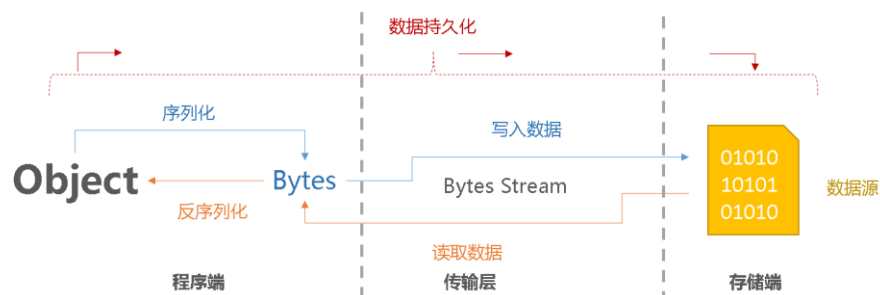 数据持久化
序列化
写入数据
Object
Bytes
Bytes Stream
01010
10101
01010
数据源
反序列化
读取数据
程序端
传输层
存储端